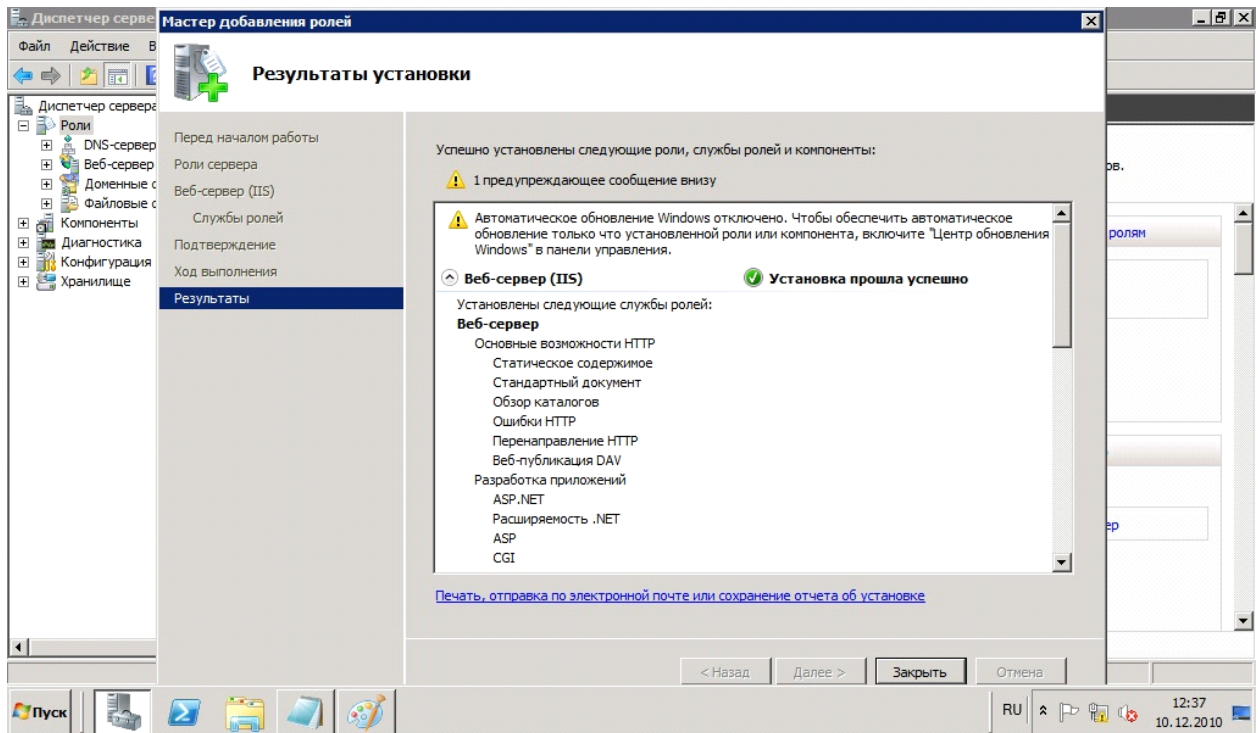 Диспетчер серве
Мастер добавления ролей
Файл Действие В
Результаты установки
Диспетчер сервера
Роли
DNS-сервер
Веб-сервер
Доменные с
Файловые с
Компоненты
Диагностика
Конфигурация
Хранилище
Перед началом работы
Роли сервера
Веб-сервер (IIS)
Службы ролей
Подтверждение
Ход выполнения
Результаты
Успешно установлены следующие роли, службы ролей и компоненты:
1 предупреждающее сообщение внизу
Автоматическое обновление Windows отключено. Чтобы обеспечить автоматическое
обновление только что установленной роли или компонента, включите "Центр обновления
Windows" в панели управления.
Веб-сервер (IIS) Установка прошла успешно
Установлены следующие службы ролей:
Веб-сервер
Основные возможности HTTP
Статическое содержимое
Стандартный документ
Обзор каталогов
Ошибки HTTP
Перенаправление HTTP
Веб-публикация DAV
Разработка приложений
ASP.NET
Расширяемость .NET
ASP
CGI
Печать, отправка по электронной почте или сохранение отчета об установке
< Назад Далее > Закрыть Отмена
ов.
ролям
ер
Пуск
RU
12:37
10.12.2010